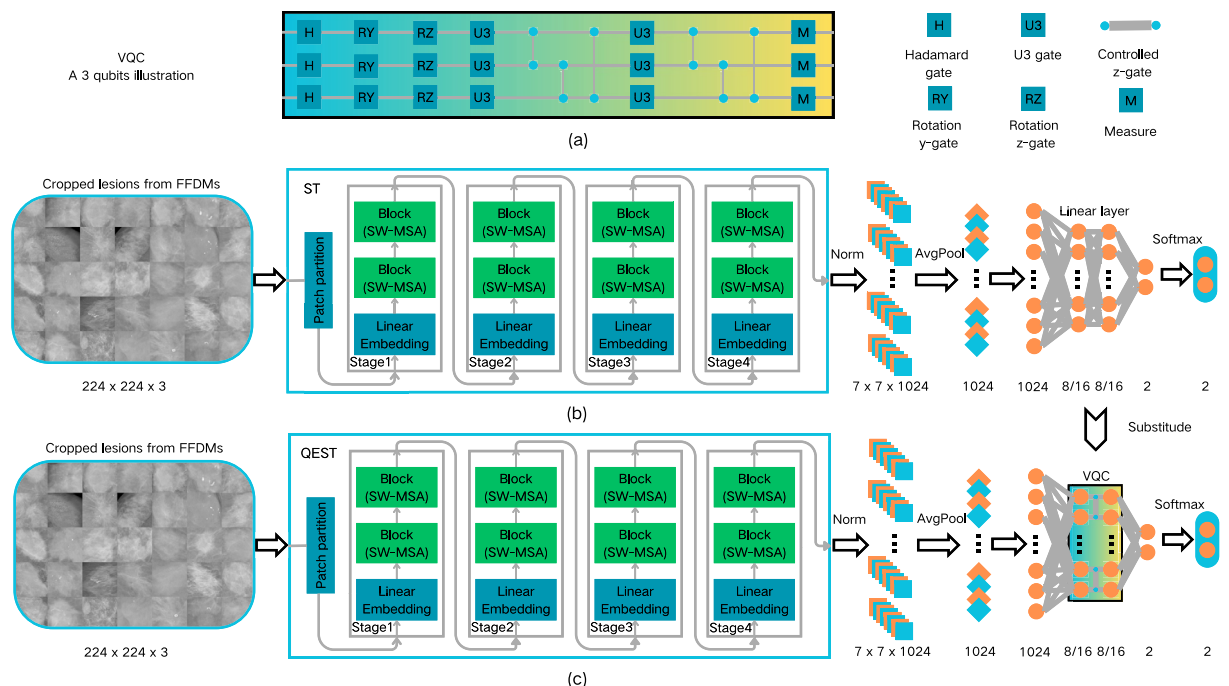 VQC
A 3 qubits illustration
H RY RZ U3 U3 M
H RY RZ U3 U3 M
H RY RZ U3 U3 M
(a)
H
Hadamard
gate
U3
U3 gate
Controlled
z-gate
RY
Rotation
y-gate
RZ
Rotation
z-gate
M
Measure
Cropped lesions from FFDMs
224 x 224 x 3
ST
Patch partition
Block
(SW-MSA)
Block
(SW-MSA)
Linear
Embedding
Stage1
Block
(SW-MSA)
Block
(SW-MSA)
Linear
Embedding
Stage2
Block
(SW-MSA)
Block
(SW-MSA)
Linear
Embedding
Stage3
Block
(SW-MSA)
Block
(SW-MSA)
Linear
Embedding
Stage4
(b)
Norm
AvgPool
Linear layer
Softmax
7 x 7 x 1024 1024 1024 8/16 8/16 2 2
Substitude
Cropped lesions from FFDMs
224 x 224 x 3
QEST
Patch partition
Block
(SW-MSA)
Block
(SW-MSA)
Linear
Embedding
Stage1
Block
(SW-MSA)
Block
(SW-MSA)
Linear
Embedding
Stage2
Block
(SW-MSA)
Block
(SW-MSA)
Linear
Embedding
Stage3
Block
(SW-MSA)
Block
(SW-MSA)
Linear
Embedding
Stage4
(c)
Norm
AvgPool
VQC
Softmax
7 x 7 x 1024 1024 1024 8/16 8/16 2 2